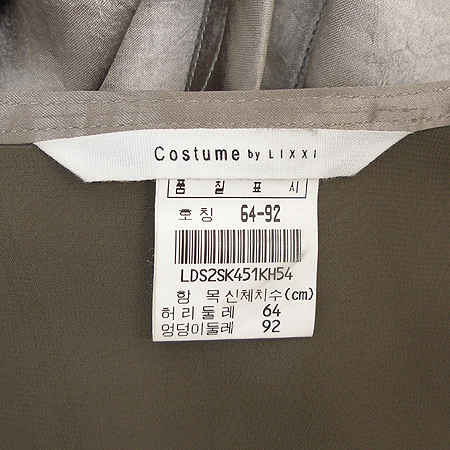 Costume by LIXXI
품 질 표 시
호칭 64-92
LDS2SK451KH54
항 목 신체치수(cm)
허리둘레 64
엉덩이둘레 92